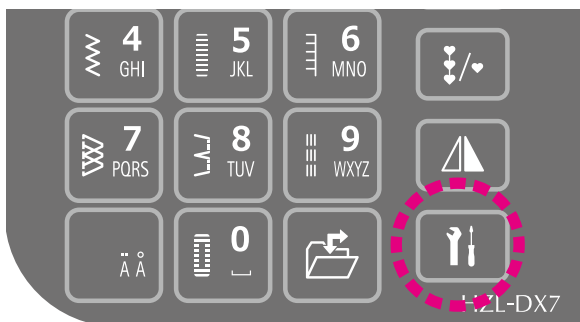 4 GHI
5 JKL
6 MNO
7 PQRS
8 TUV
9 WXYZ
Ä Å
0
HZL-DX7